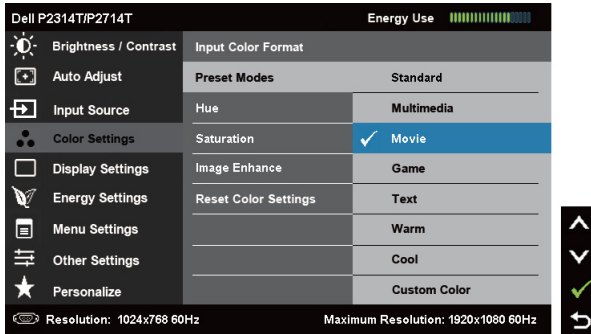 Dell P2314T/P2714T Energy Use
Brightness / Contrast
Auto Adjust
Input Source
Color Settings
Display Settings
Energy Settings
Menu Settings
Other Settings
Personalize
Input Color Format
Preset Modes
Hue
Saturation
Image Enhance
Reset Color Settings
Standard
Multimedia
Movie
Game
Text
Warm
Cool
Custom Color
Resolution: 1024x768 60Hz Maximum Resolution: 1920x1080 60Hz